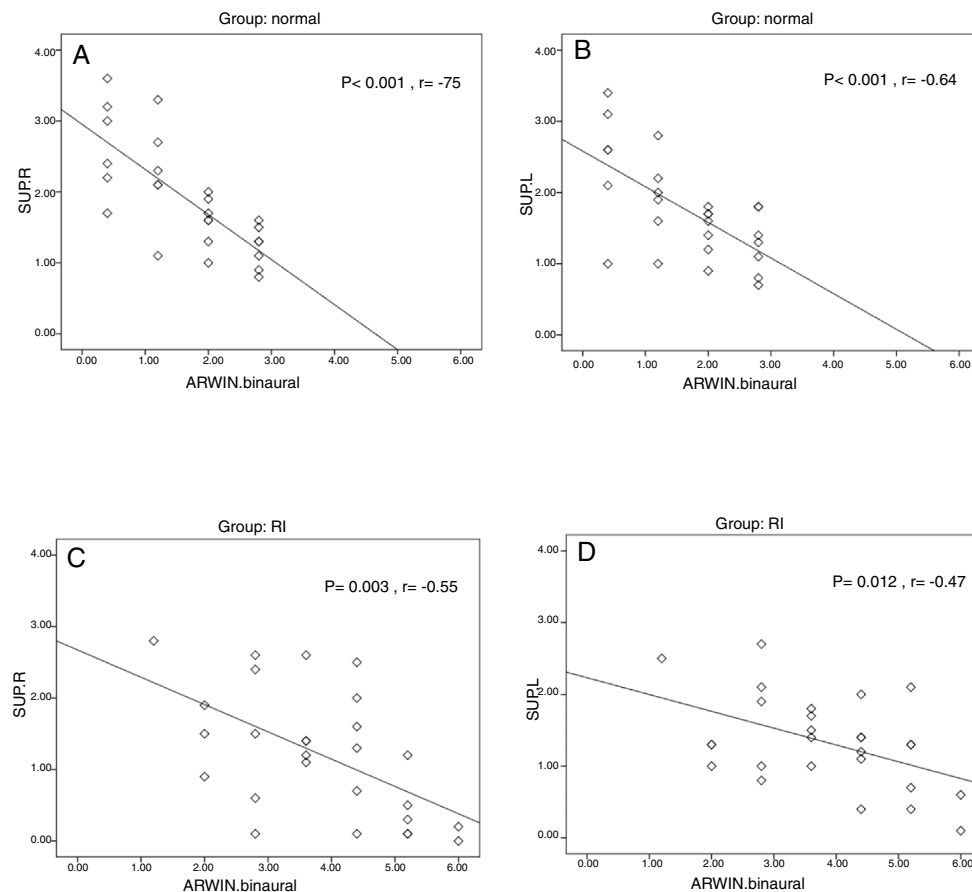 Group: normal
A
P< 0.001 , r= -75
4.00
3.00
2.00
1.00
0.00
SUP.R
0.00 1.00 2.00 3.00 4.00 5.00 6.00
ARWIN.binaural
Group: normal
B
P< 0.001 , r= -0.64
4.00
3.00
2.00
1.00
0.00
SUP.L
0.00 1.00 2.00 3.00 4.00 5.00 6.00
ARWIN.binaural
Group: RI
C
P= 0.003 , r= -0.55
4.00
3.00
2.00
1.00
0.00
SUP.R
0.00 1.00 2.00 3.00 4.00 5.00 6.00
ARWIN.binaural
Group: RI
D
P= 0.012 , r= -0.47
4.00
3.00
2.00
1.00
0.00
SUP.L
0.00 1.00 2.00 3.00 4.00 5.00 6.00
ARWIN.binaural